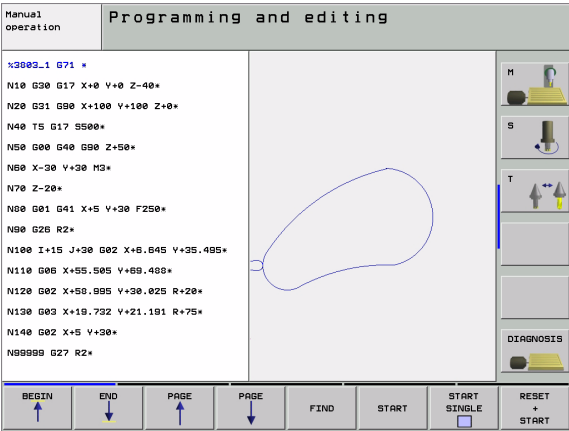 Manual
operation
Programming and editing
%3803_1 G71 *
N10 G30 G17 X+0 Y+0 Z-40*
N20 G31 G90 X+100 Y+100 Z+0*
N40 T5 G17 S500*
N50 G00 G40 G90 Z+50*
N60 X-30 Y+30 M3*
N70 Z-20*
N80 G01 G41 X+5 Y+30 F250*
N90 G26 R2*
N100 I+15 J+30 G02 X+6.645 Y+35.495*
N110 G06 X+55.505 Y+69.488*
N120 G02 X+58.995 Y+30.025 R+20*
N130 G03 X+19.732 Y+21.191 R+75*
N140 G02 X+5 Y+30*
N99999 G27 R2*
M
S
T
DIAGNOSIS
BEGIN
END
PAGE
PAGE
FIND
START
START
SINGLE
RESET
+
START